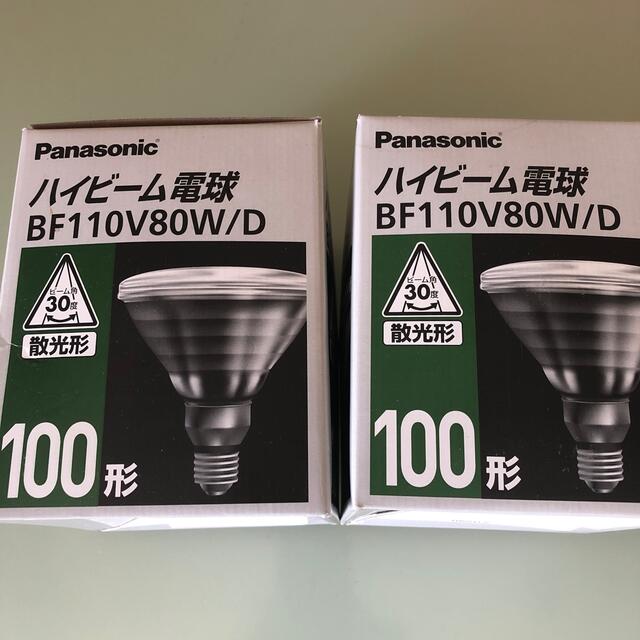 Panasonic
ハイビーム電球
BF110V80W/D
ビーム角
30度
散光形
100形
Panasonic
ハイビーム電球
BF110V80W/D
ビーム角
30度
散光形
100形